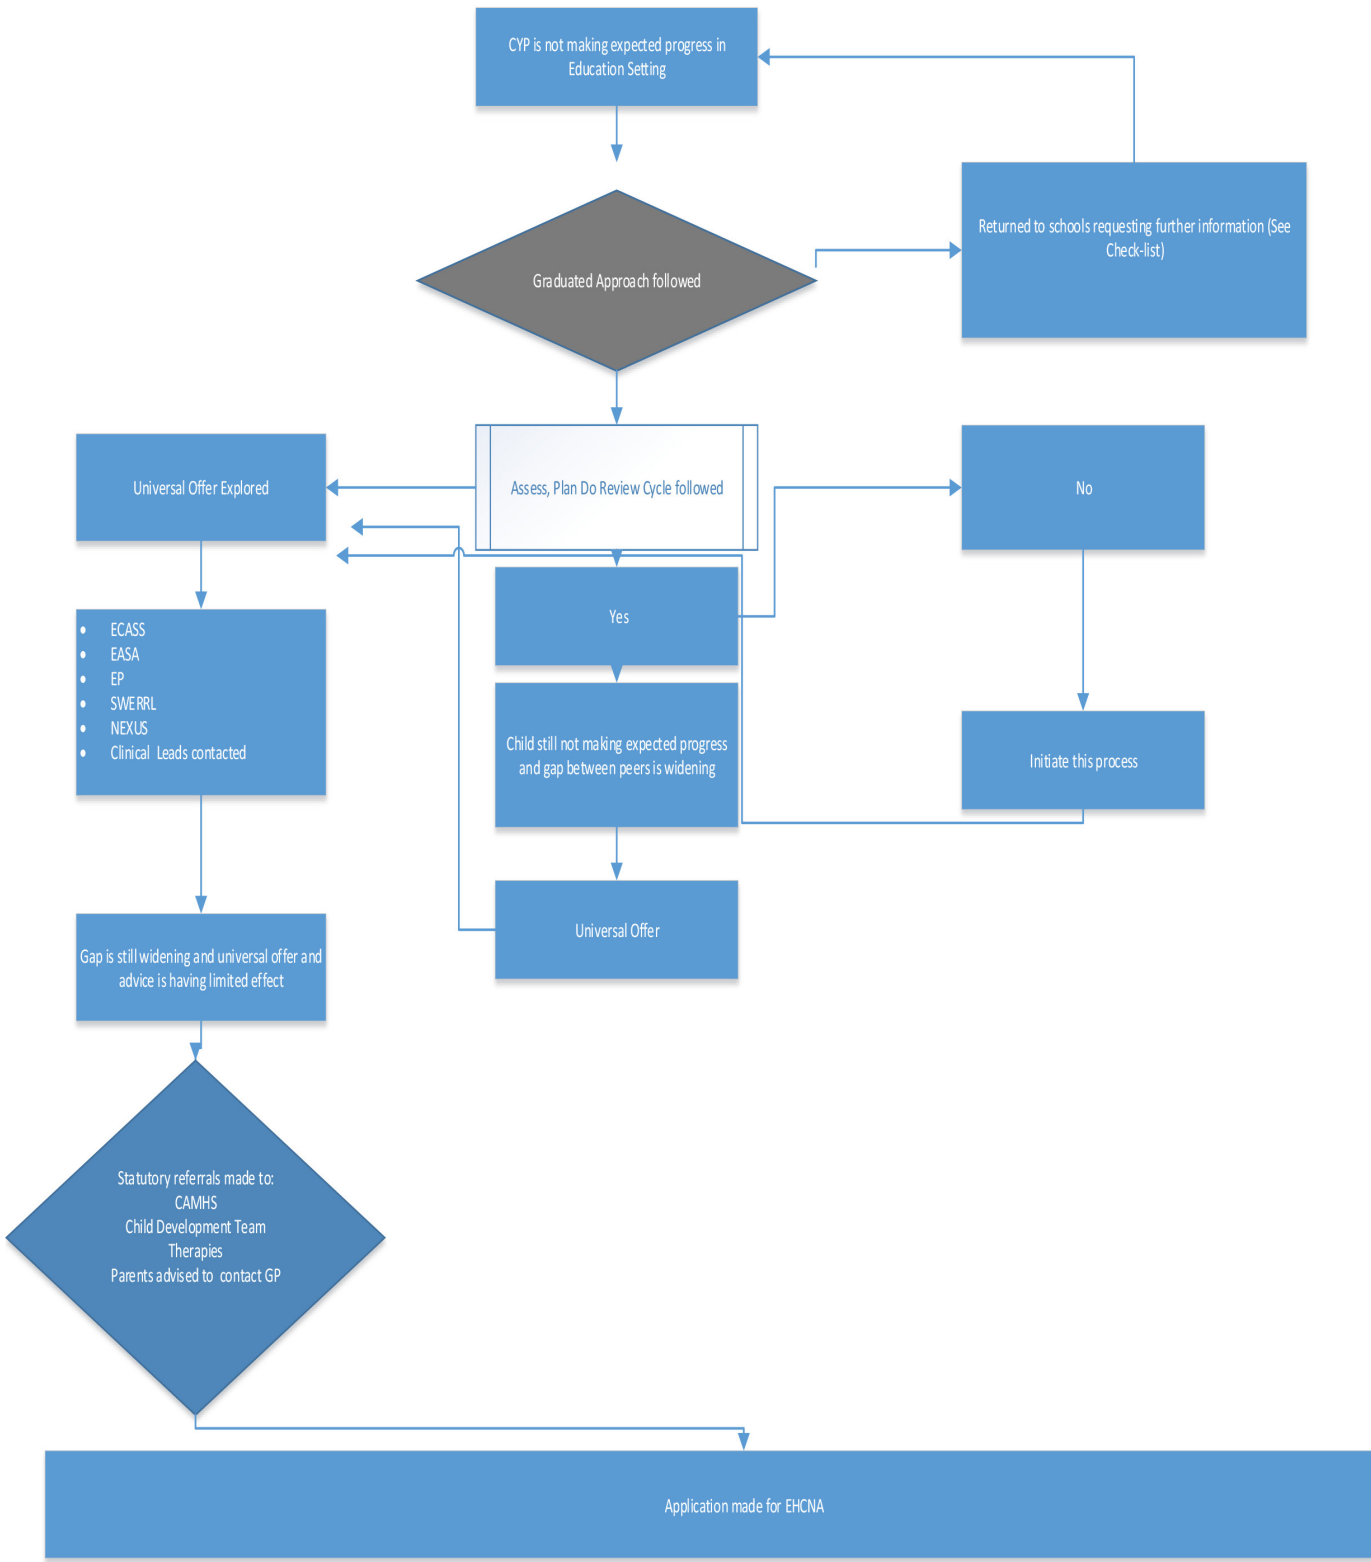 CYP is not making expected progress in
Education Setting
Returned to schools requesting further information (See
Check-list)
Graduated Approach followed
Universal Offer Explored
Assess, Plan Do Review Cycle followed
No
Yes
• ECASS
• EASA
• EP
• SWERRL
• NEXUS
• Clinical Leads contacted
Child still not making expected progress
and gap between peers is widening
Initiate this process
Universal Offer
Gap is still widening and universal offer and
advice is having limited effect
Statutory referrals made to:
CAMHS
Child Development Team
Therapies
Parents advised to contact GP
Application made for EHCNA